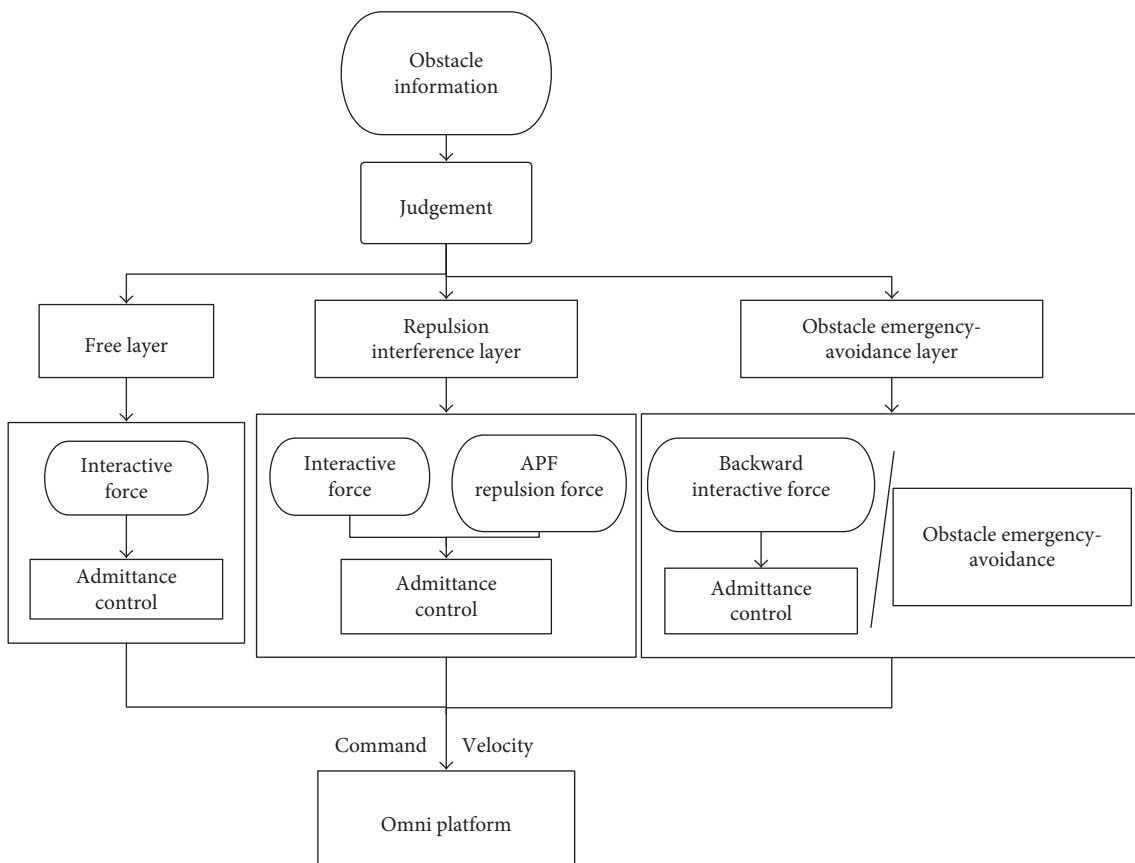 Obstacle
information
Judgement
Free layer
Repulsion
interference layer
Obstacle emergency-
avoidance layer
Interactive
force
Admittance
control
Interactive
force
APF
repulsion force
Admittance
control
Backward
interactive force
Admittance
control
Obstacle emergency-
avoidance
Command Velocity
Omni platform